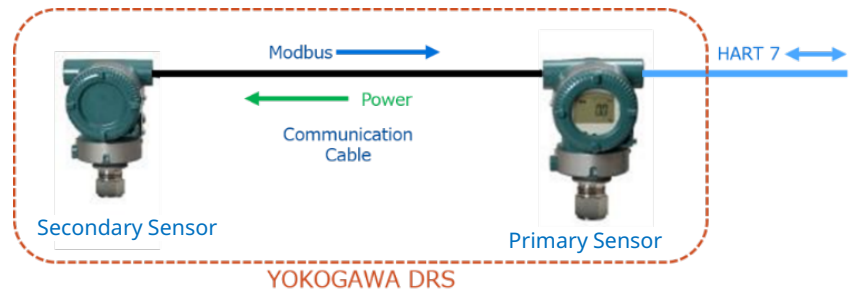 Modbus
HART 7
Power
Communication
Cable
Secondary Sensor
Primary Sensor
YOKOGAWA DRS